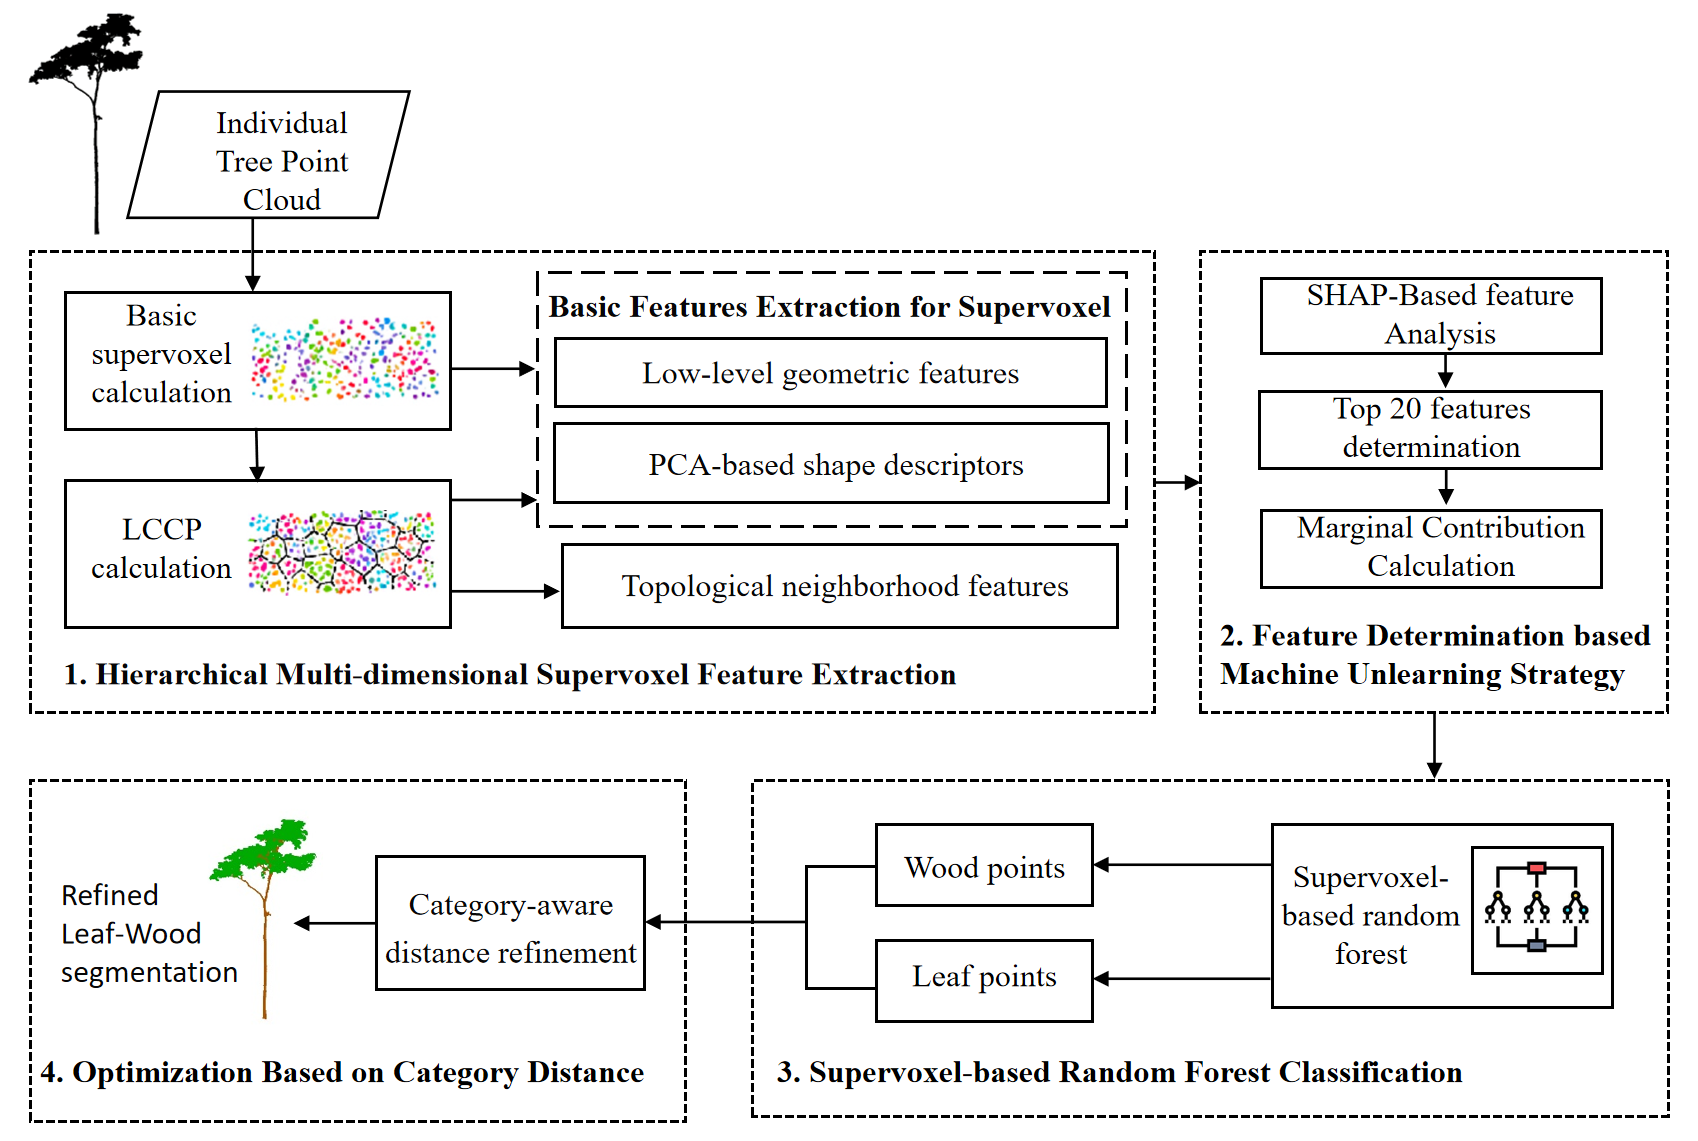 Individual
Tree Point
Cloud
Basic
supervoxel
calculation
LCCP
calculation
Basic Features Extraction for Supervoxel
Low-level geometric features
PCA-based shape descriptors
Topological neighborhood features
1. Hierarchical Multi-dimensional Supervoxel Feature Extraction
SHAP-Based feature
Analysis
Top 20 features
determination
Marginal Contribution
Calculation
2. Feature Determination based
Machine Unlearning Strategy
Supervoxel-
based random
forest
Wood points
Leaf points
3. Supervoxel-based Random Forest Classification
Category-aware
distance refinement
Refined
Leaf-Wood
segmentation
4. Optimization Based on Category Distance